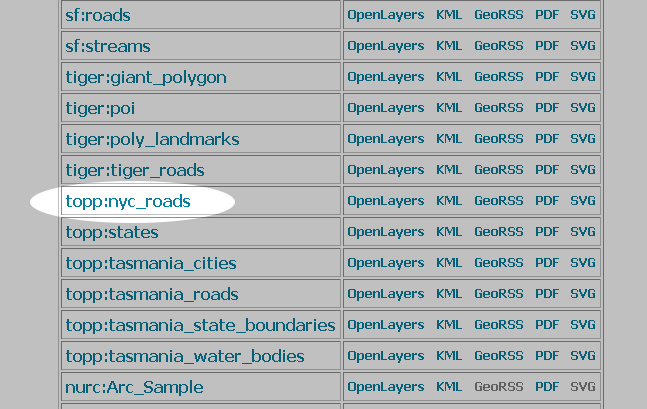 sf:roads OpenLayers KML GeoRSS PDF SVG
sf:streams OpenLayers KML GeoRSS PDF SVG
tiger:giant_polygon OpenLayers KML GeoRSS PDF SVG
tiger:poi OpenLayers KML GeoRSS PDF SVG
tiger:poly_landmarks OpenLayers KML GeoRSS PDF SVG
tiger:tiger_roads OpenLayers KML GeoRSS PDF SVG
topp:nyc_roads OpenLayers KML GeoRSS PDF SVG
topp:states OpenLayers KML GeoRSS PDF SVG
topp:tasmania_cities OpenLayers KML GeoRSS PDF SVG
topp:tasmania_roads OpenLayers KML GeoRSS PDF SVG
topp:tasmania_state_boundaries OpenLayers KML GeoRSS PDF SVG
topp:tasmania_water_bodies OpenLayers KML GeoRSS PDF SVG
nurc:Arc_Sample OpenLayers KML GeoRSS PDF SVG